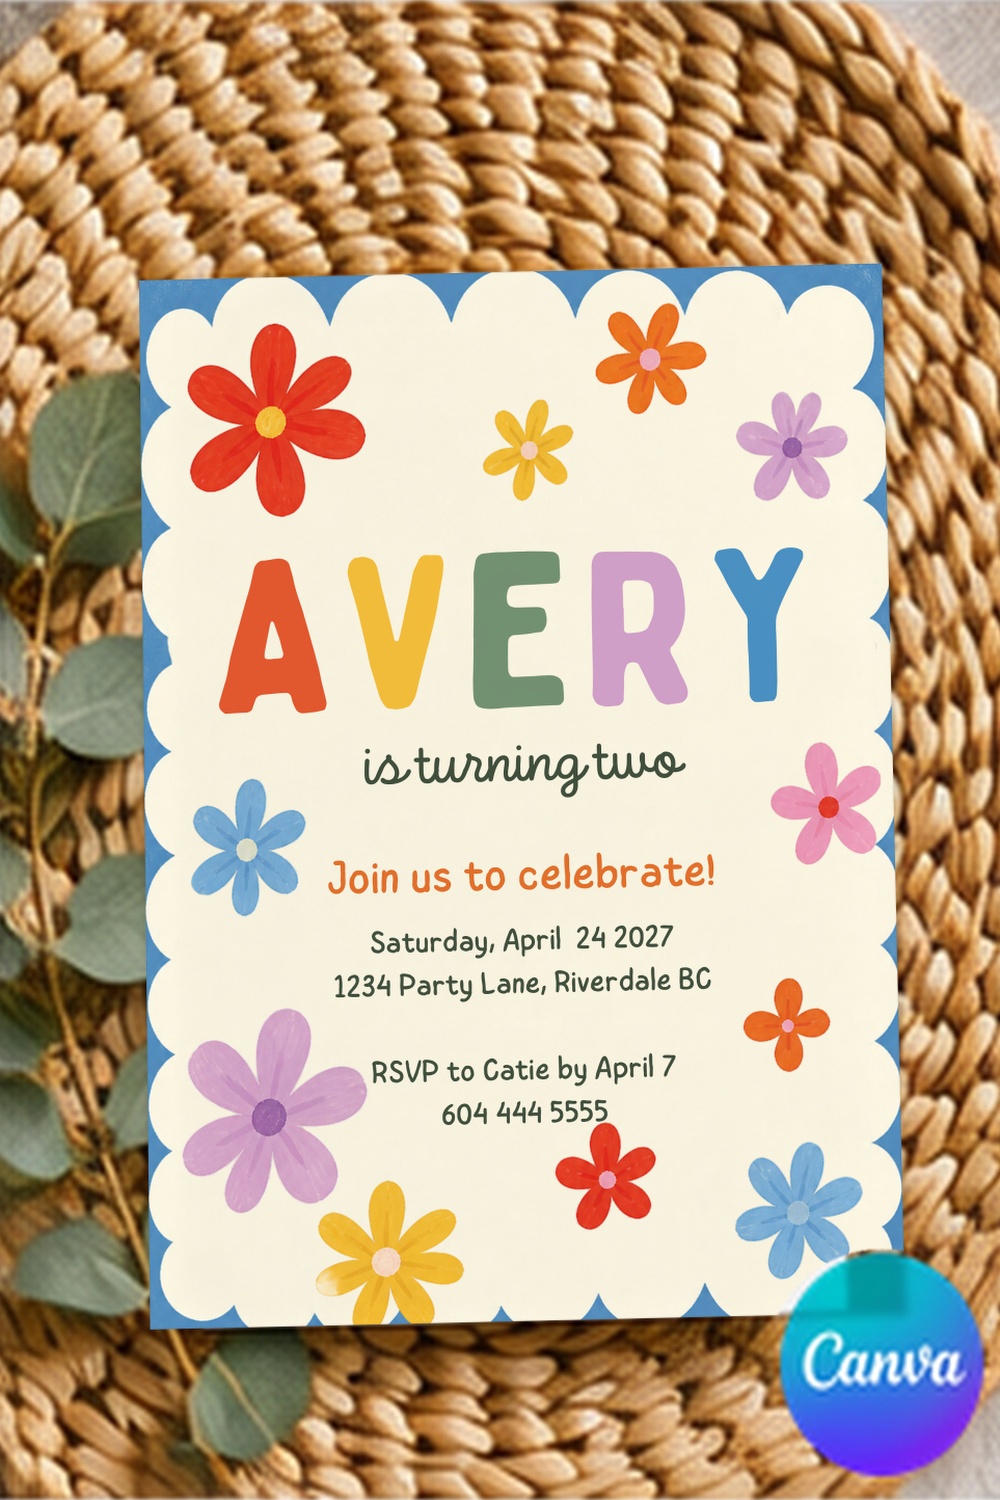 AVERY
is turning two
Join us to celebrate!
Saturday, April 24 2027
1234 Party Lane, Riverdale BC
RSVP to Catie by April 7
604 444 5555
Canva